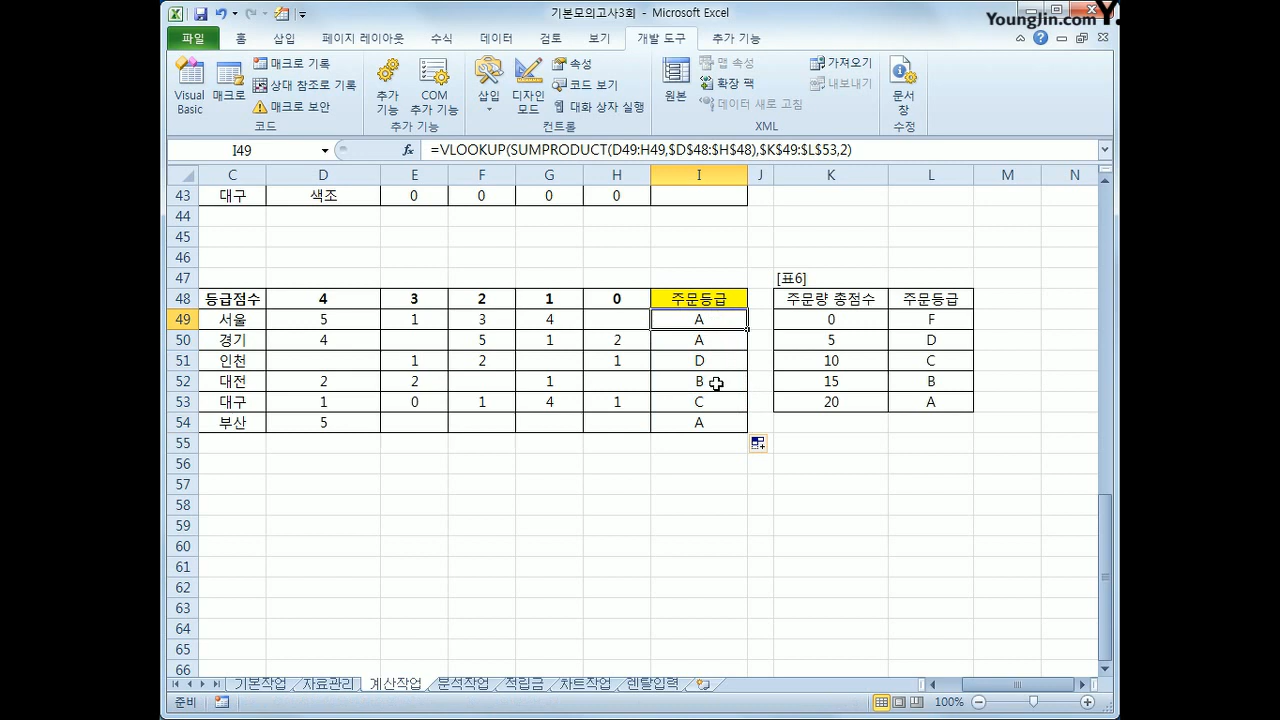 기본모의고사3회 - Microsoft Excel
YoungJin.com Y.
파일 홈 삽입 페이지 레이아웃 수식 데이터 검토 보기 개발 도구 추가 기능
Visual Basic
매크로
매크로 기록
상대 참조로 기록
매크로 보안
코드
추가 기능
COM 추가 기능
추가 기능
삽입
디자인 모드
속성
코드 보기
대화 상자 실행
컨트롤
원본
맵 속성
확장 팩
데이터 새로 고침
가져오기
내보내기
XML
문서 창
수정
I49 fx =VLOOKUP(SUMPRODUCT(D49:H49,$D$48:$H$48),$K$49:$L$53,2)
C D E F G H I J K L M N
43 대구 색조 0 0 0 0
44
45
46
47 [표6]
48 등급점수 4 3 2 1 0 주문등급 주문량 총점수 주문등급
49 서울 5 1 3 4 A 0 F
50 경기 4 5 1 2 A 5 D
51 인천 1 2 1 D 10 C
52 대전 2 2 1 B 15 B
53 대구 1 0 1 4 1 C 20 A
54 부산 5 A
55
56
57
58
59
60
61
62
63
64
65
66
기본작업 자료관리 계산작업 분석작업 적립금 차트작업 렌탈입력
준비 100%